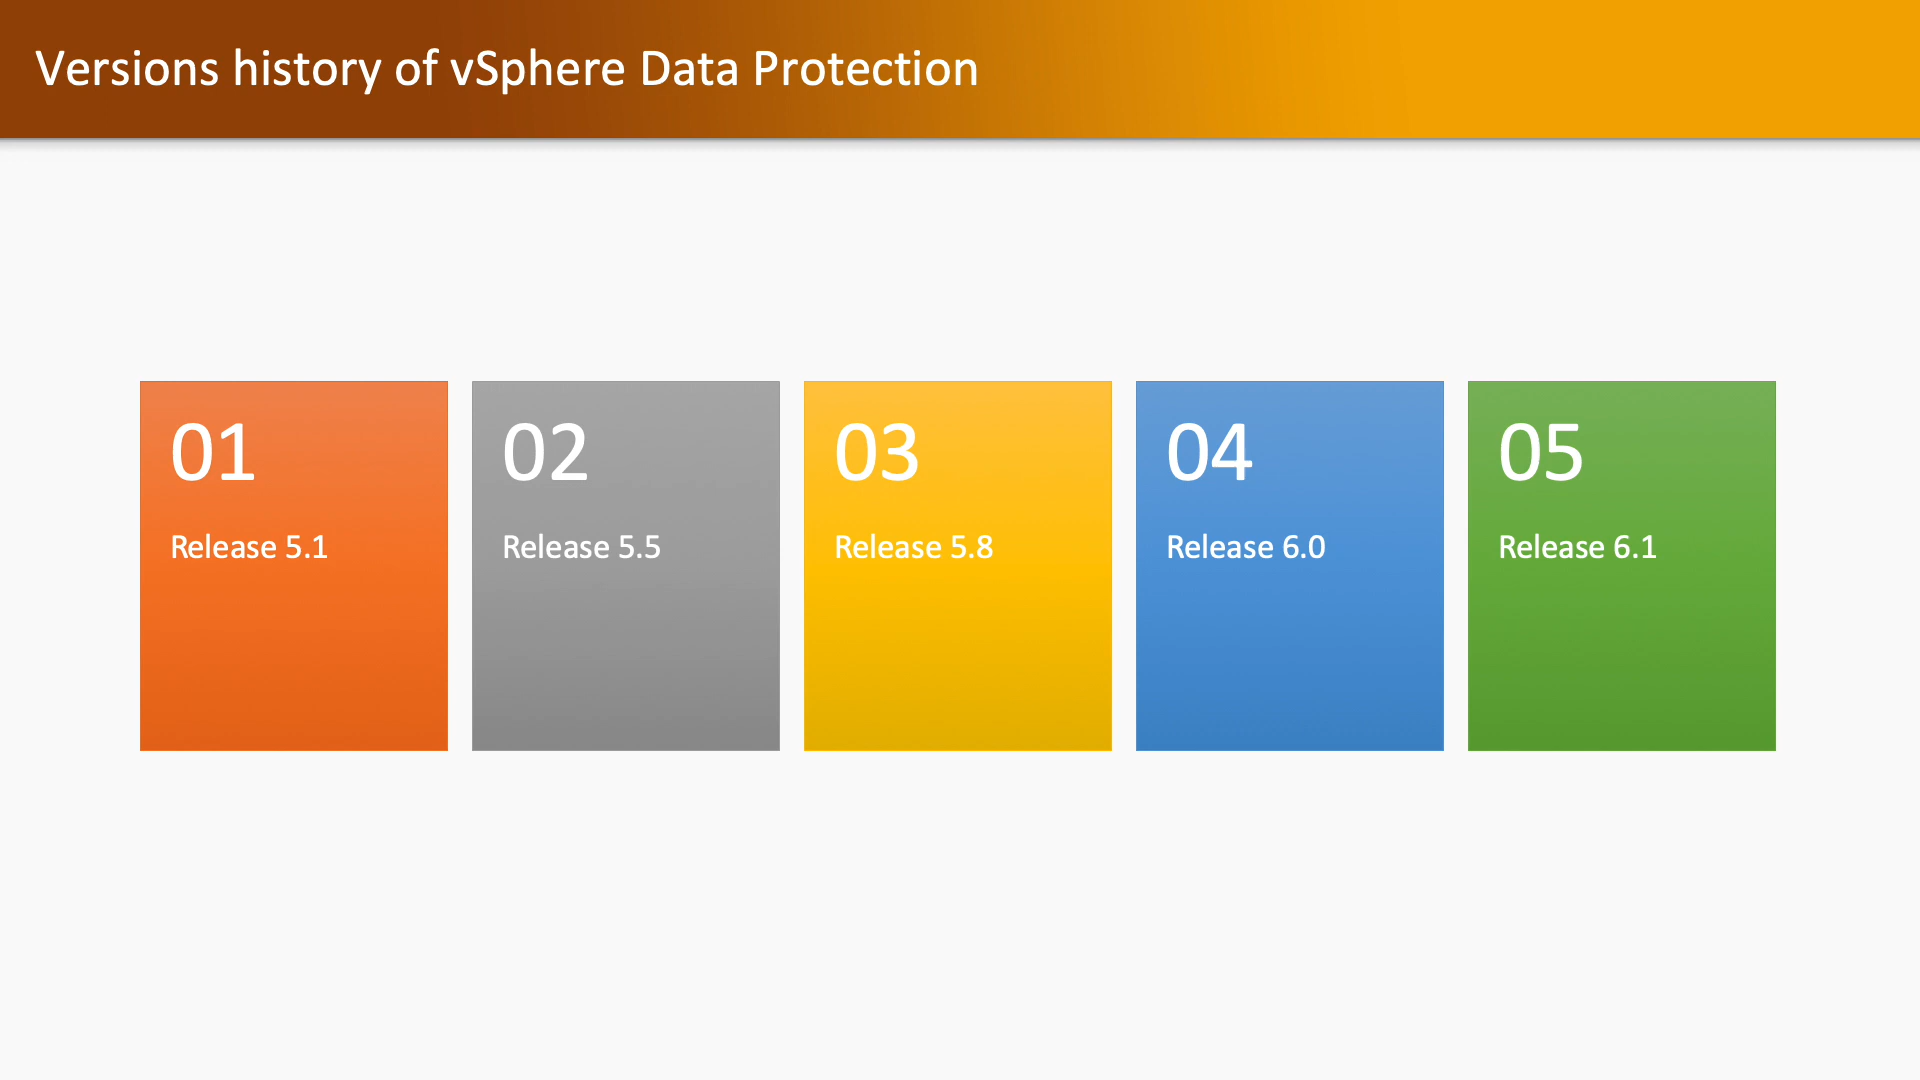 Versions history of vSphere Data Protection
01
Release 5.1
02
Release 5.5
03
Release 5.8
04
Release 6.0
05
Release 6.1